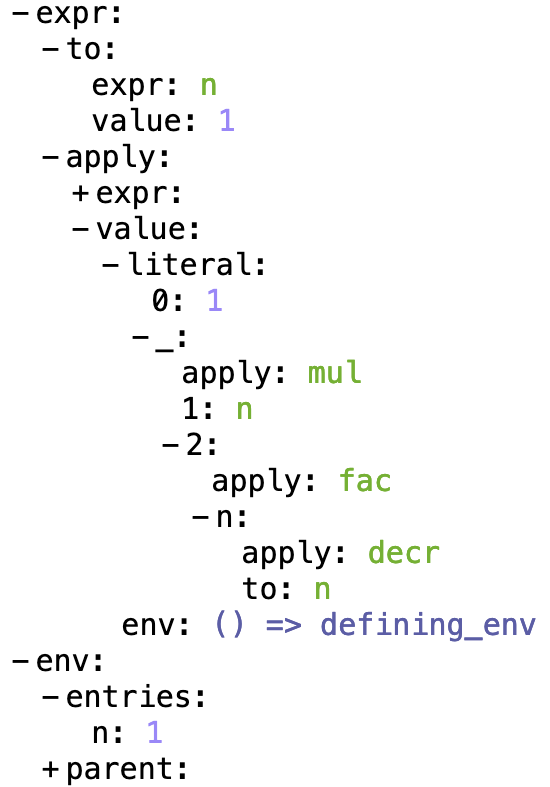 −expr:
−to:
expr: n
value: 1
−apply:
+expr:
−value:
−literal:
0: 1
−_:
apply: mul
1: n
−2:
apply: fac
−n:
apply: decr
to: n
env: () => defining_env
−env:
−entries:
n: 1
+parent: